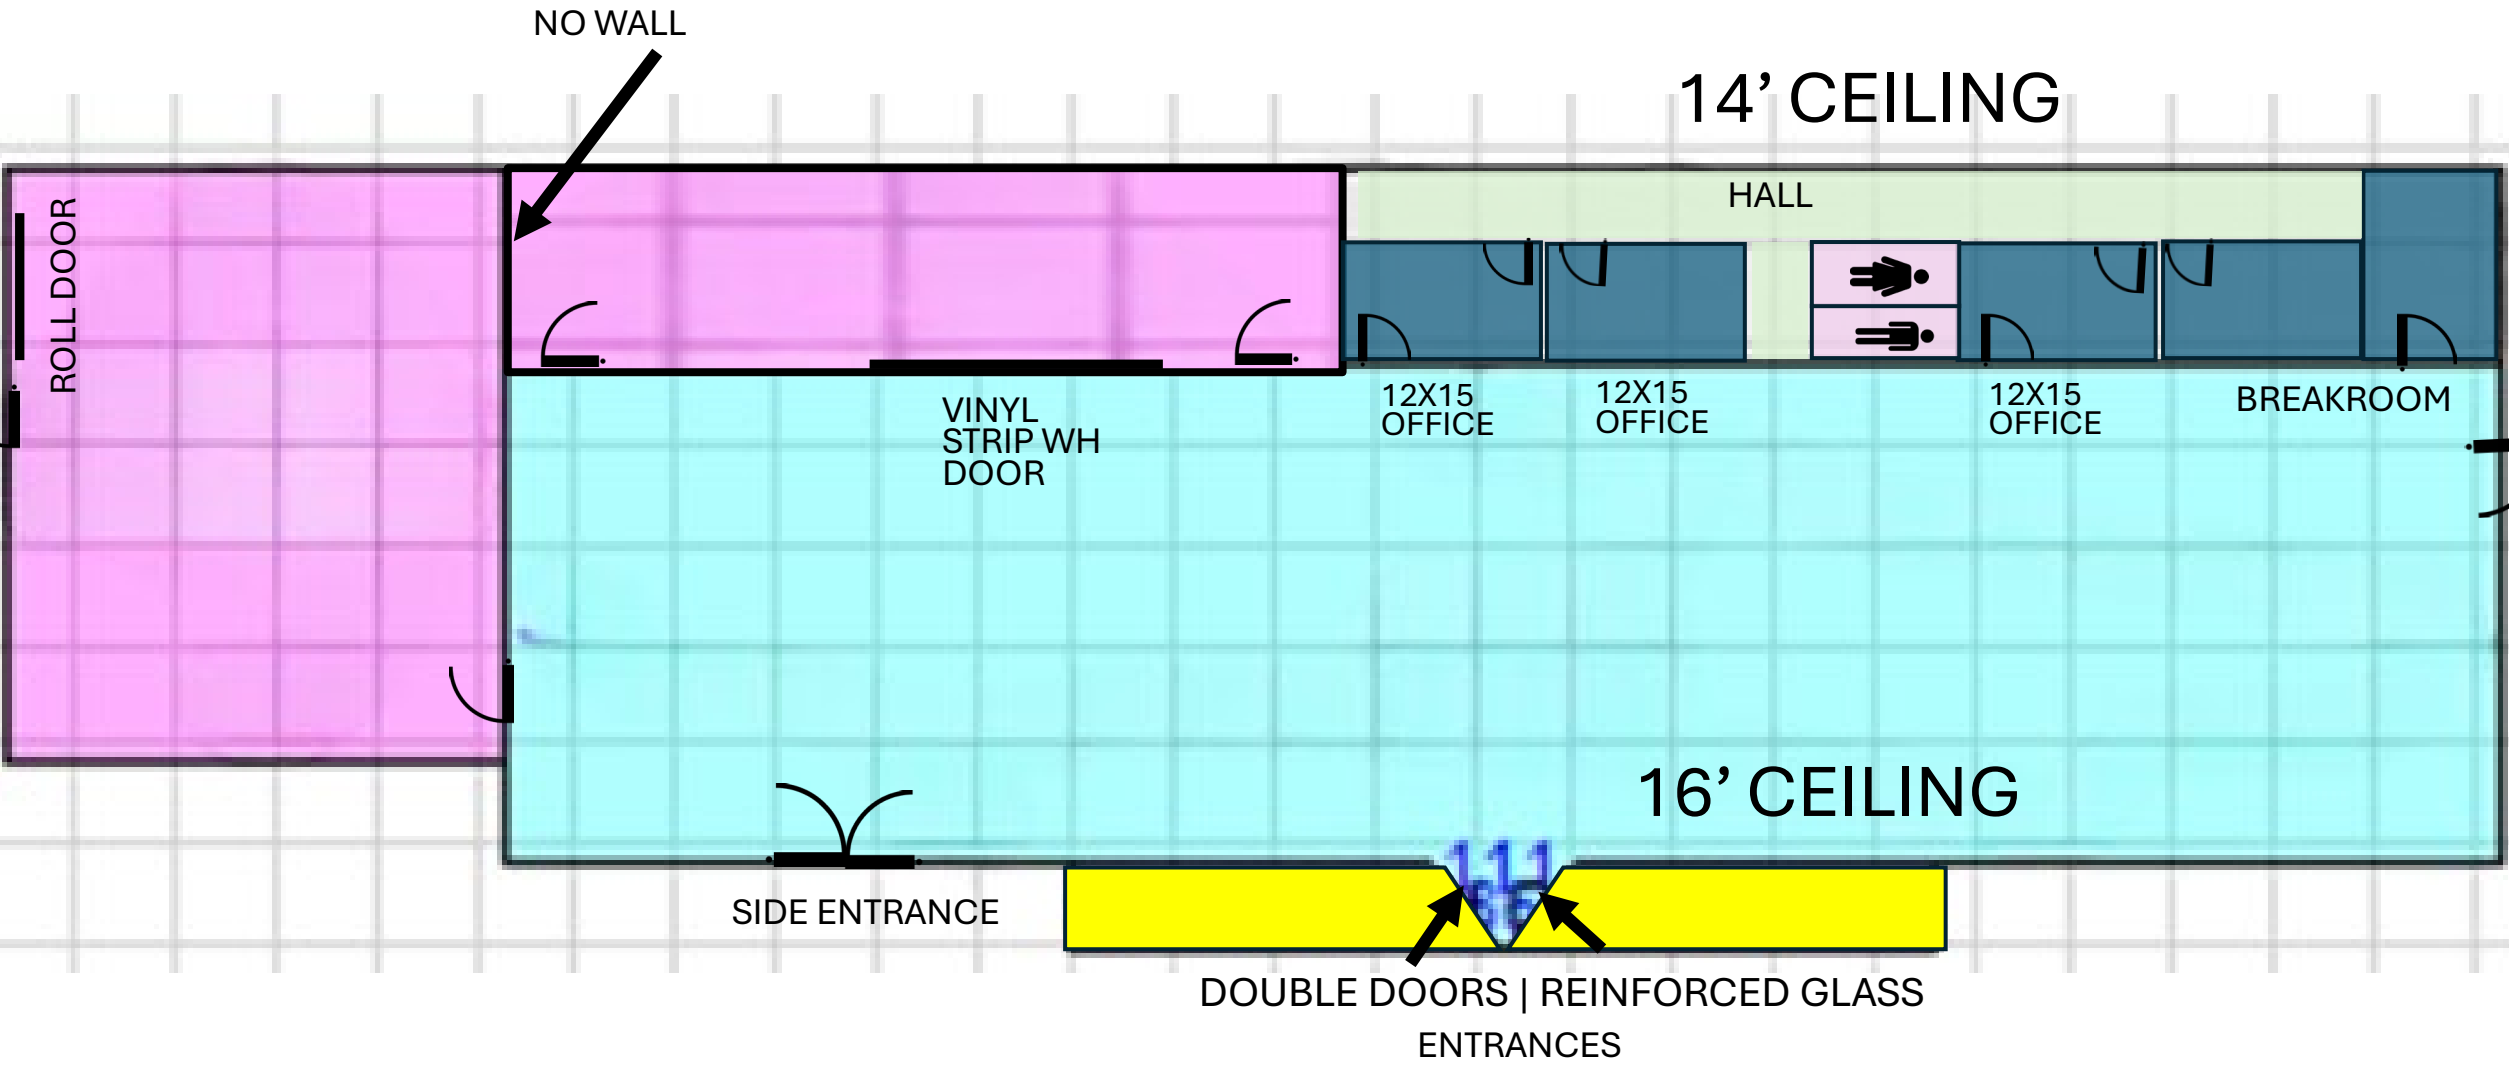 NO WALL
14’ CEILING
HALL
ROLL DOOR
VINYL
STRIP WH
DOOR
12X15
OFFICE
12X15
OFFICE
12X15
OFFICE
BREAKROOM
16’ CEILING
111
SIDE ENTRANCE
DOUBLE DOORS | REINFORCED GLASS
ENTRANCES